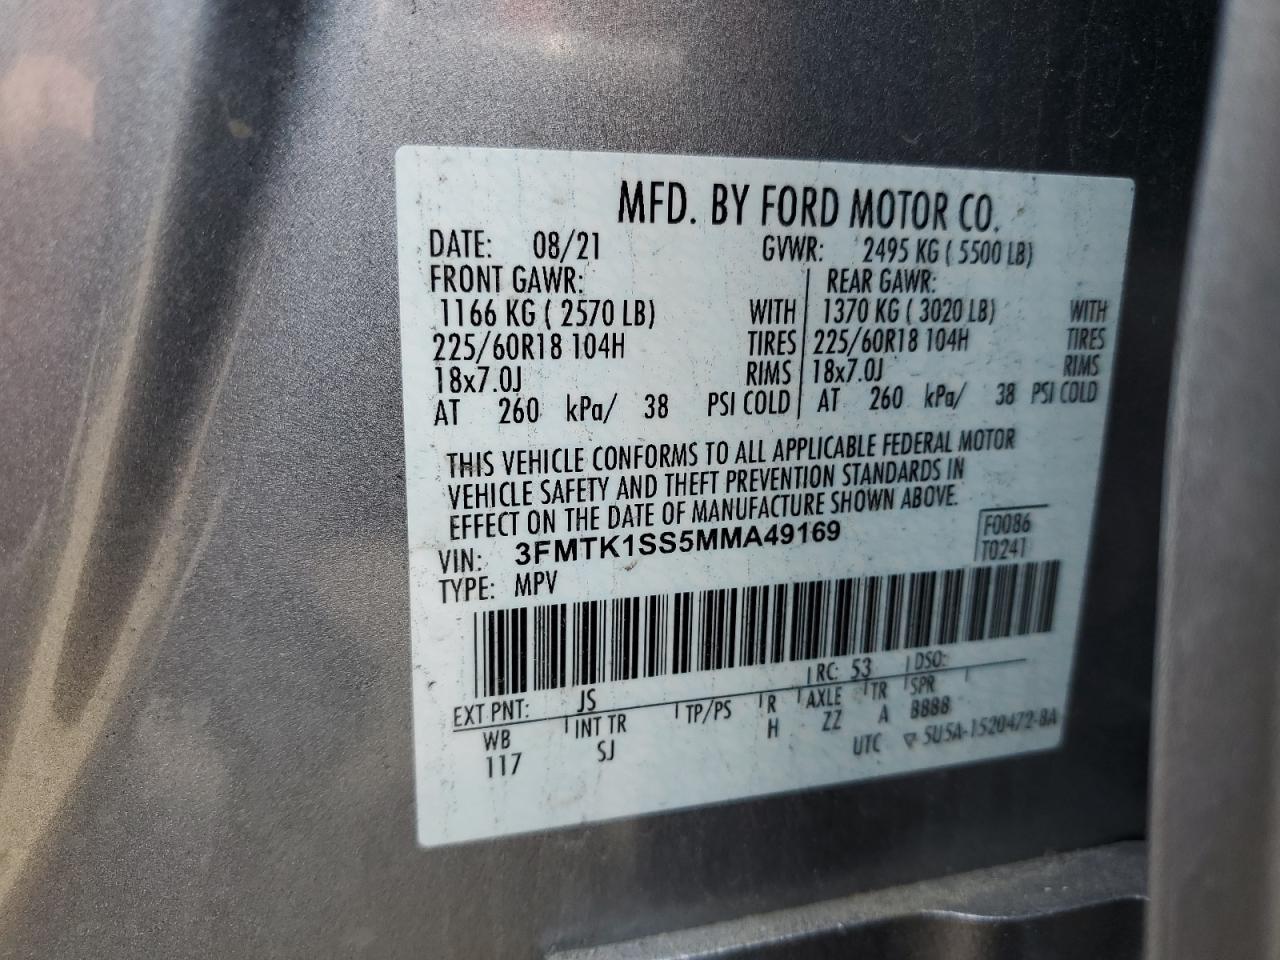 MFD. BY FORD MOTOR CO.
DATE: 08/21 GVWR: 2495 KG ( 5500 LB)
FRONT GAWR: REAR GAWR:
1166 KG ( 2570 LB) WITH 1370 KG ( 3020 LB) WITH
225/60R18 104H TIRES 225/60R18 104H TIRES
18x7.0J RIMS 18x7.0J RIMS
AT 260 kPa/ 38 PSI COLD AT 260 kPa/ 38 PSI COLD
THIS VEHICLE CONFORMS TO ALL APPLICABLE FEDERAL MOTOR
VEHICLE SAFETY AND THEFT PREVENTION STANDARDS IN
EFFECT ON THE DATE OF MANUFACTURE SHOWN ABOVE.
VIN: 3FMTK1SS5MMA49169 F0086
TYPE: MPV T0241
EXT PNT: JS RC: 53 DSO:
WB INT TR TP/PS R AXLE TR SPR
117 SJ H ZZ A BBBB
UTC ▽ 5U5A-1520472-BA